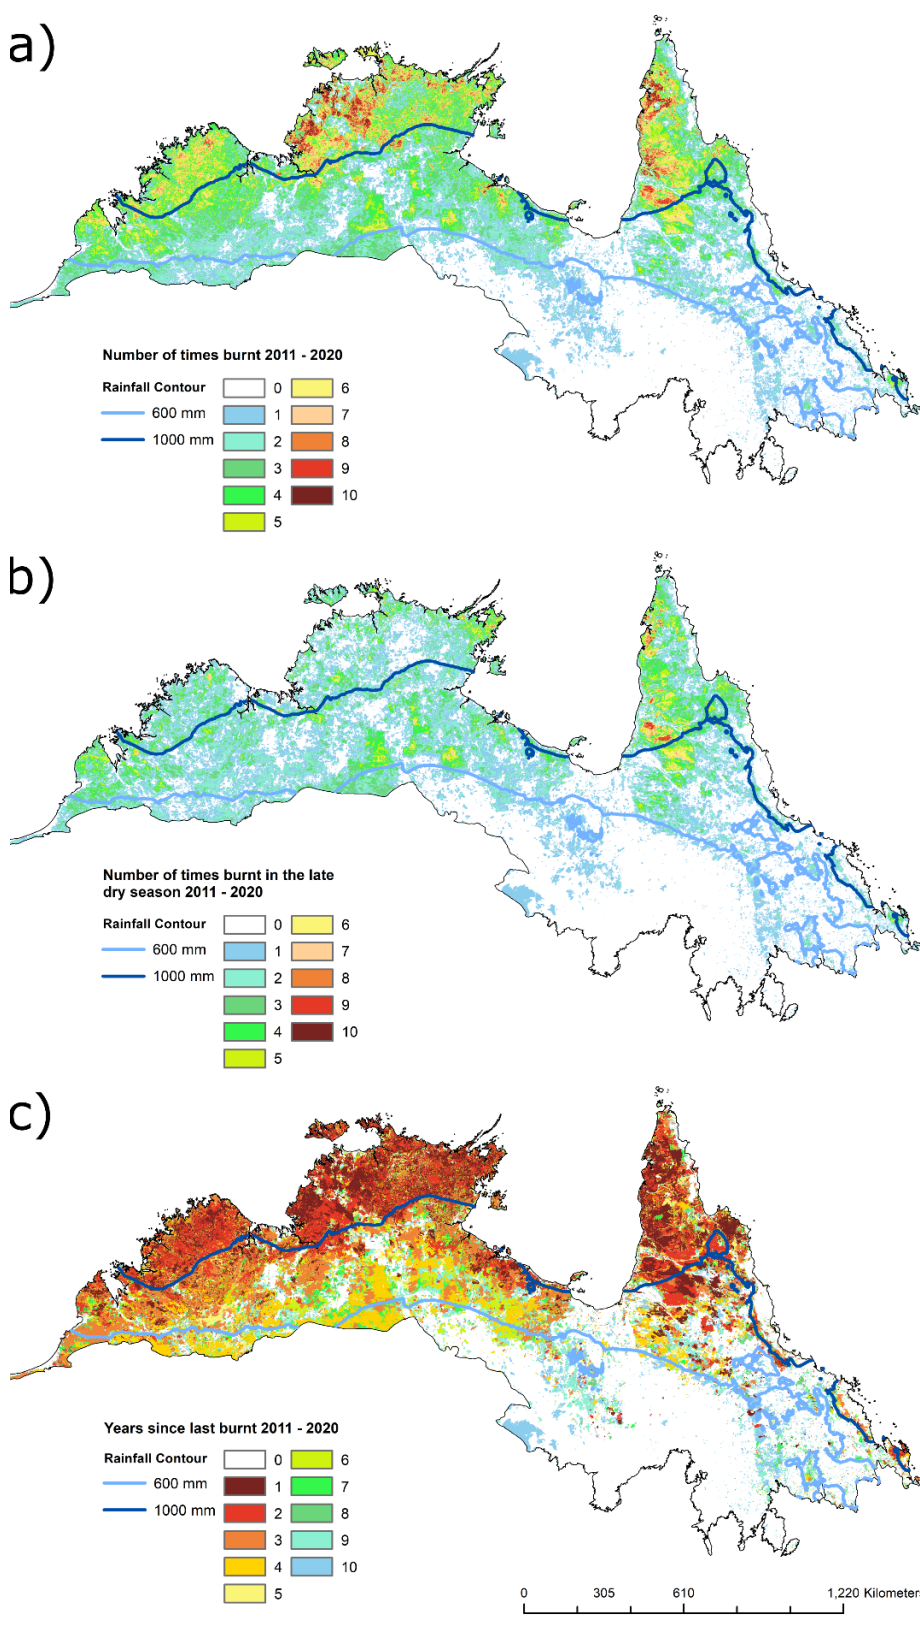 a)
Number of times burnt 2011 - 2020
Rainfall Contour
0 6
600 mm
1 7
1000 mm
2 8
3 9
4 10
5
b)
Number of times burnt in the late
dry season 2011 - 2020
Rainfall Contour
0 6
600 mm
1 7
1000 mm
2 8
3 9
4 10
5
c)
Years since last burnt 2011 - 2020
Rainfall Contour
0 6
600 mm
1 7
1000 mm
2 8
3 9
4 10
5
0 305 610 1,220 Kilometers